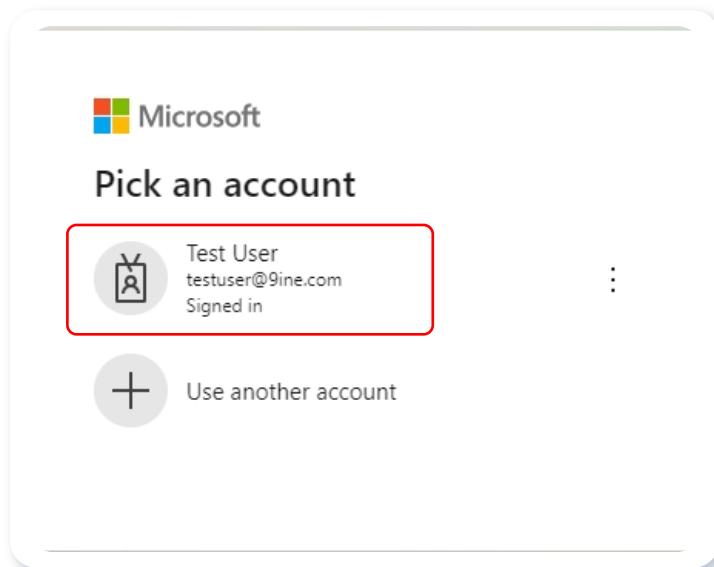 Microsoft
Pick an account
Test User
testuser@9ine.com
Signed in
Use another account